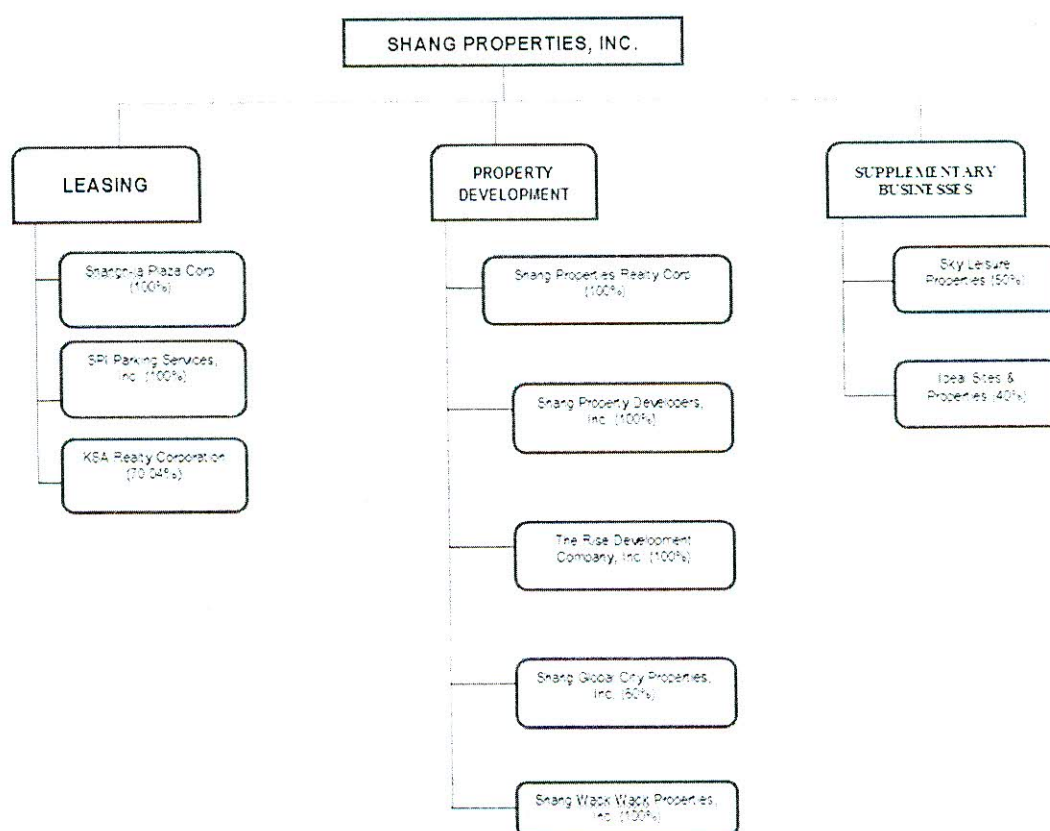 SHANG PROPERTIES, INC.
LEASING
PROPERTY
DEVELOPMENT
SUPPLEMENTARY
BUSINESSES
Shangri-la Plaza Corp
(100%)
SPI Parking Services,
Inc. (100%)
KSA Realty Corporation
(70.04%)
Shang Properties Realty Corp
(100%)
Shang Property Developers,
Inc. (100%)
The Rise Development
Company, Inc. (100%)
Shang Global City Properties,
Inc. (60%)
Shang Wack Wack Properties,
Inc. (100%)
Sky Leisure
Properties (50%)
Ideal Sites &
Properties (40%)